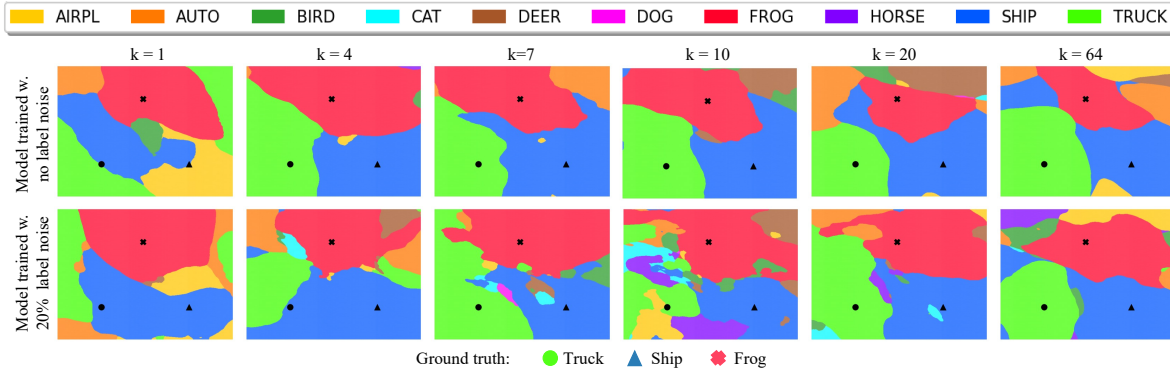 AIRPL AUTO BIRD CAT DEER DOG FROG HORSE SHIP TRUCK
k = 1 k = 4 k=7 k = 10 k = 20 k = 64
Model trained w.
no label noise
Model trained w.
20% label noise
Ground truth: Truck Ship Frog